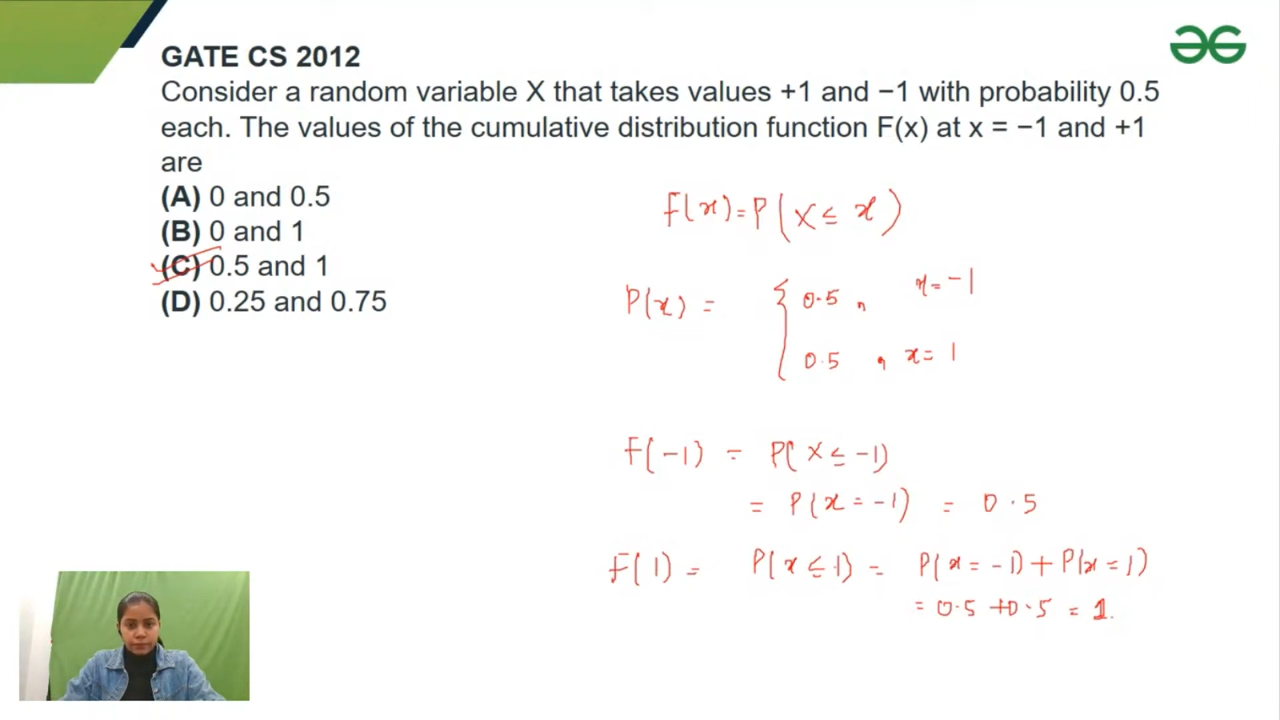 GATE CS 2012
Consider a random variable X that takes values +1 and −1 with probability 0.5
each. The values of the cumulative distribution function F(x) at x = −1 and +1
are
(A) 0 and 0.5
(B) 0 and 1
(C) 0.5 and 1
(D) 0.25 and 0.75
F(x) = P(X ≤ x)
P(x) = { 0.5 , x = -1
0.5 , x = 1
F(-1) = P(X ≤ -1)
= P(x = -1) = 0.5
F(1) = P(x ≤ 1) = P(x = -1) + P(x = 1)
= 0.5 + 0.5 = 1.